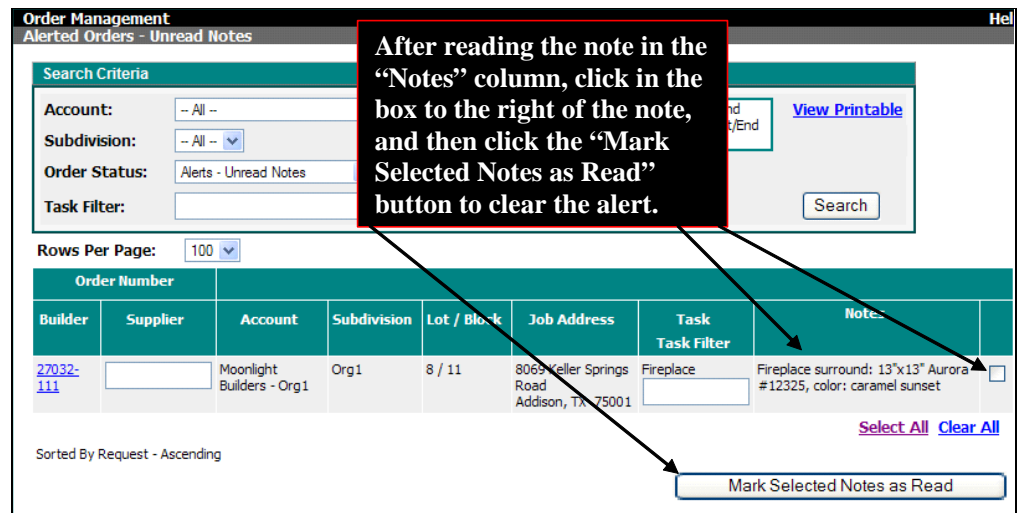 Order Management
Hel
Alerted Orders - Unread Notes
After reading the note in the
“Notes” column, click in the
box to the right of the note,
and then click the “Mark
Selected Notes as Read”
button to clear the alert.
Search Criteria
Account:
-- All --
View Printable
Subdivision:
-- All --
t/End
Order Status:
Alerts - Unread Notes
Task Filter:
Search
Rows Per Page:
100
Order Number
Builder
Supplier
Account
Subdivision
Lot / Block
Job Address
Task
Task Filter
Notes
27032-
111
Moonlight
Builders - Org1
Org1
8 / 11
8069 Keller Springs
Road
Addison, TX 75001
Fireplace
Fireplace surround: 13"x13" Aurora
#12325, color: caramel sunset
Select All Clear All
Sorted By Request - Ascending
Mark Selected Notes as Read